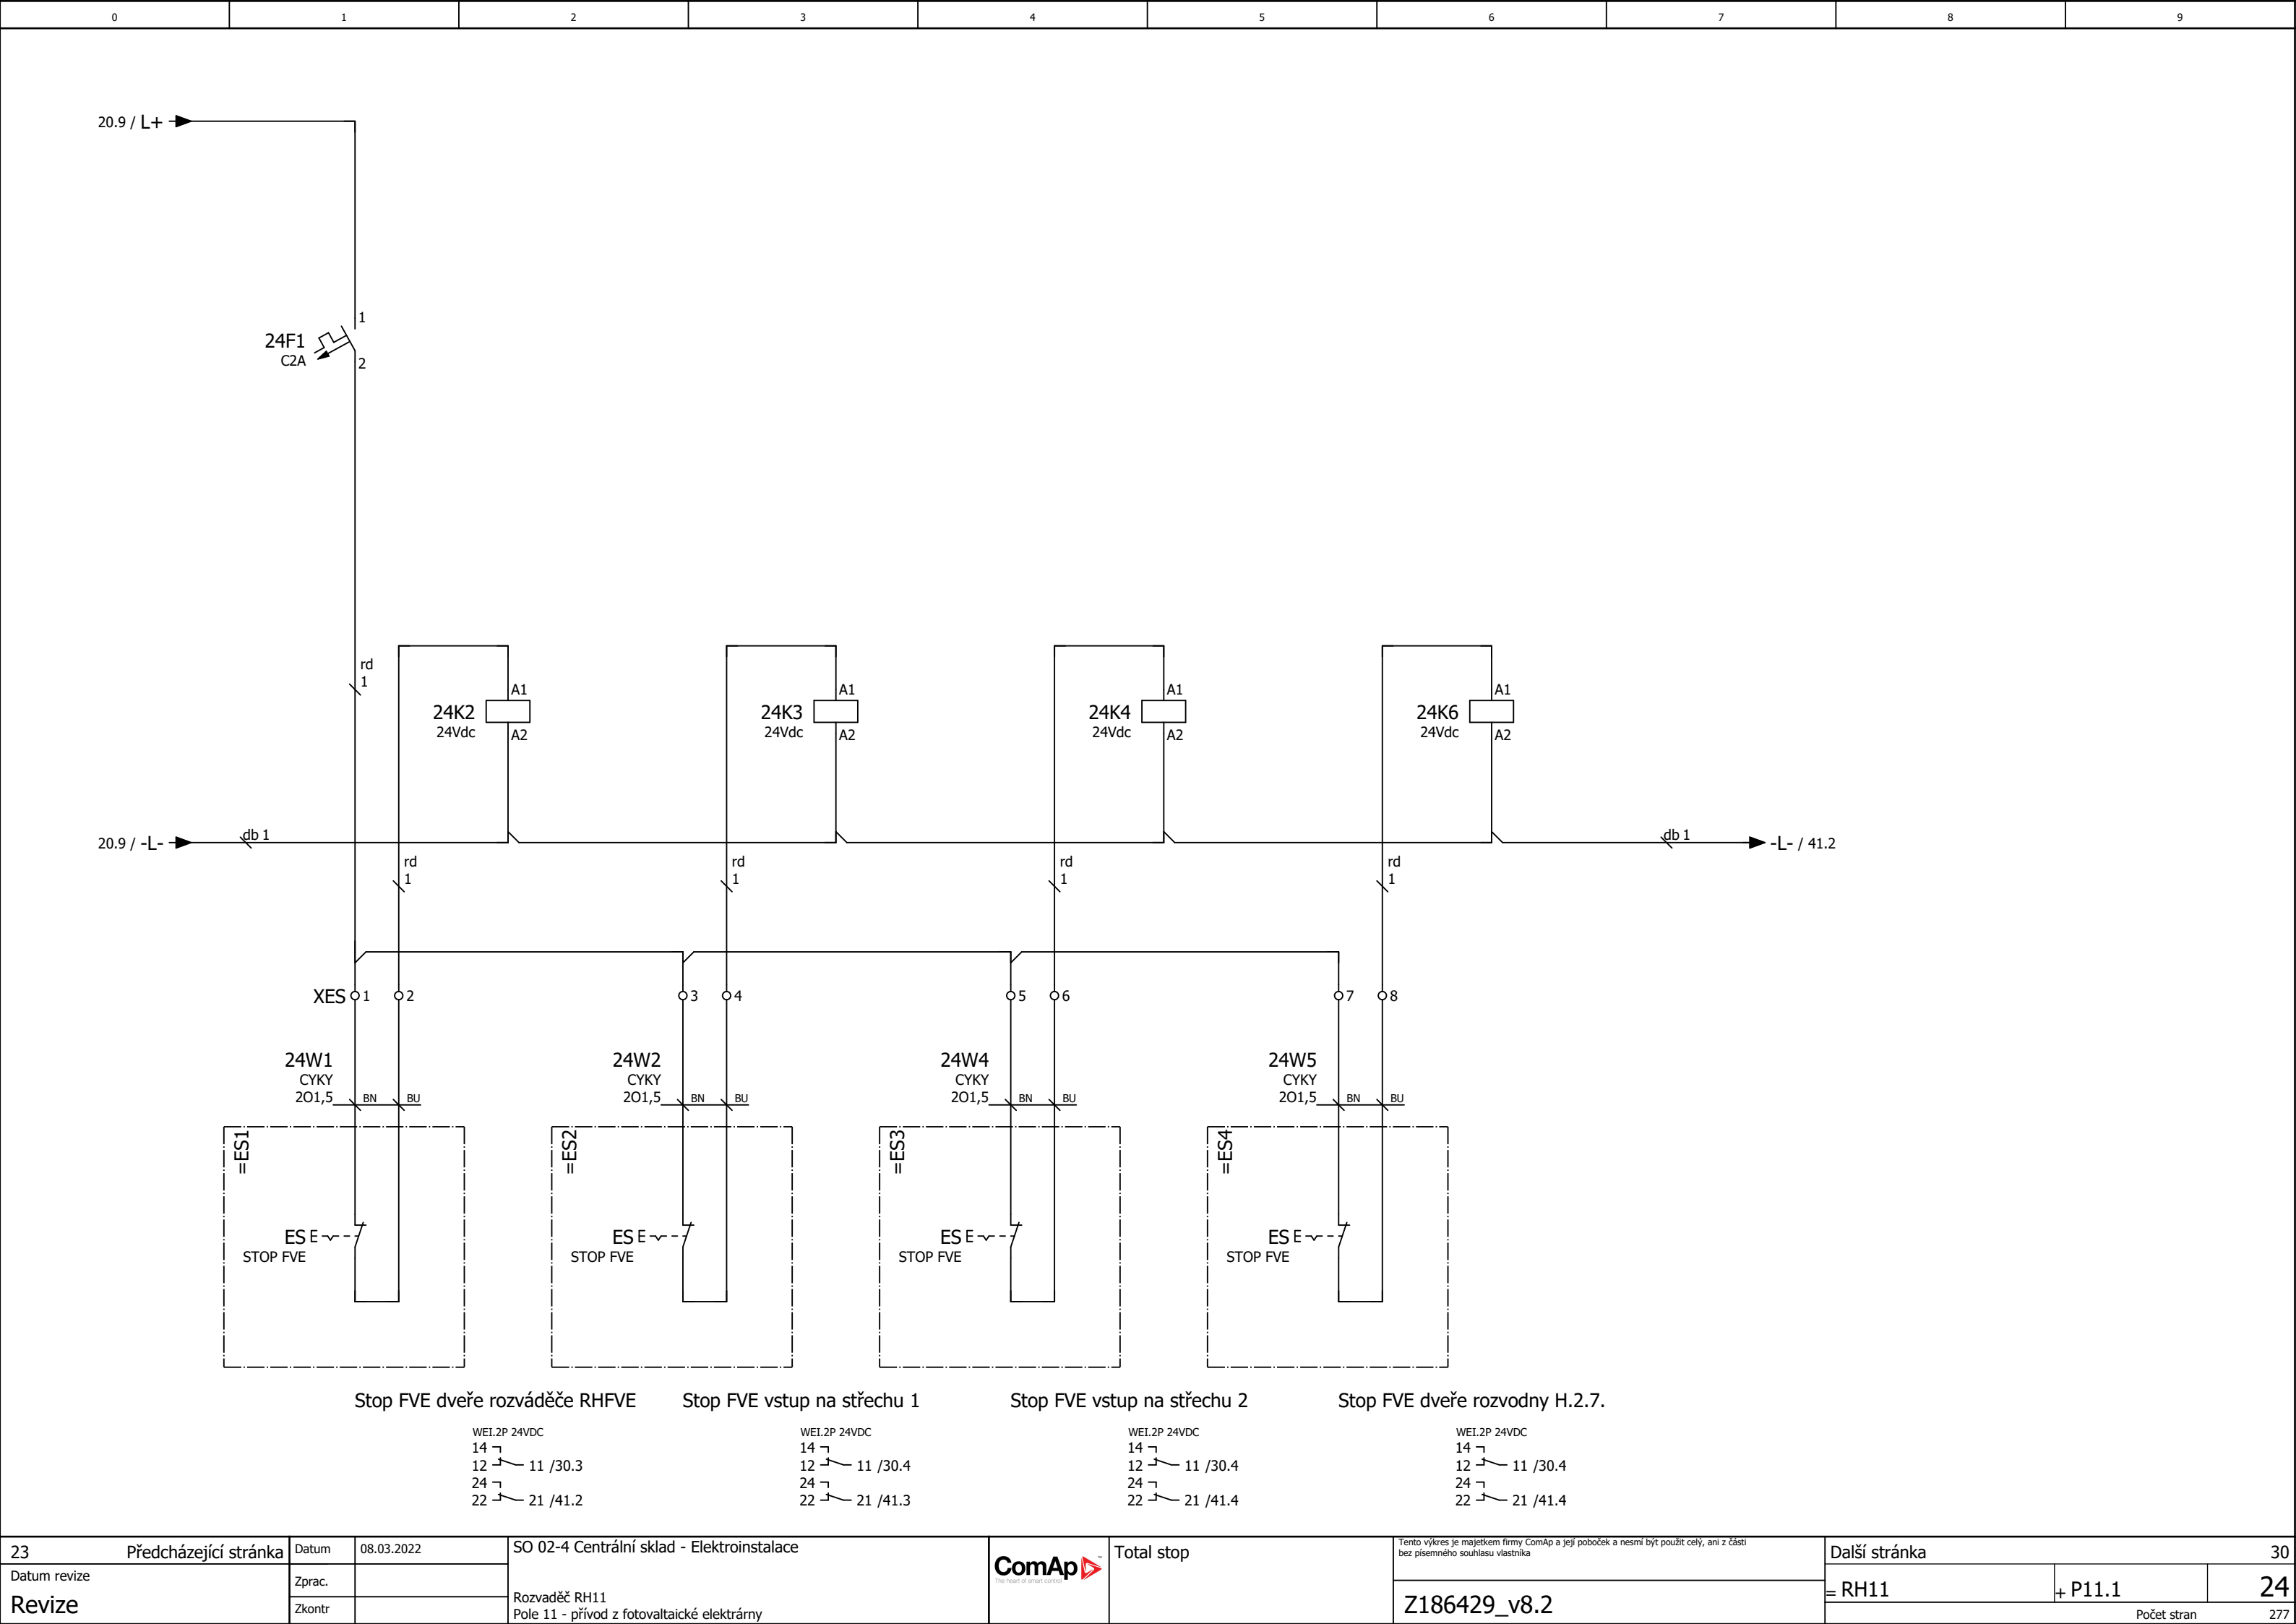 0 1 2 3 4 5 6 7 8 9
20.9 / L+
1
24F1
C2A
2
rd
1
24K2
24Vdc
A1
A2
24K3
24Vdc
A1
A2
24K4
24Vdc
A1
A2
24K6
24Vdc
A1
A2
20.9 / -L-
db 1
db 1
-L- / 41.2
rd
1
rd
1
rd
1
rd
1
XES 1 2 3 4 5 6 7 8
24W1
CYKY
2O1,5
BN BU
24W2
CYKY
2O1,5
BN BU
24W4
CYKY
2O1,5
BN BU
24W5
CYKY
2O1,5
BN BU
=ES1
ES E
STOP FVE
=ES2
ES E
STOP FVE
=ES3
ES E
STOP FVE
=ES4
ES E
STOP FVE
Stop FVE dveře rozváděče RHFVE
Stop FVE vstup na střechu 1
Stop FVE vstup na střechu 2
Stop FVE dveře rozvodny H.2.7.
WEI.2P 24VDC
14
12 11 /30.3
24
22 21 /41.2
WEI.2P 24VDC
14
12 11 /30.4
24
22 21 /41.3
WEI.2P 24VDC
14
12 11 /30.4
24
22 21 /41.4
WEI.2P 24VDC
14
12 11 /30.4
24
22 21 /41.4
23 Předcházející stránka
Datum revize
Revize
Datum 08.03.2022
Zprac.
Zkontr
SO 02-4 Centrální sklad - Elektroinstalace
Rozvaděč RH11
Pole 11 - přívod z fotovaltaické elektrárny
ComAp
The heart of smart control
Total stop
Tento výkres je majetkem firmy ComAp a její poboček a nesmí být použit celý, ani z části
bez písemného souhlasu vlastníka
Z186429_v8.2
Další stránka 30
= RH11 + P11.1 24
Počet stran 277